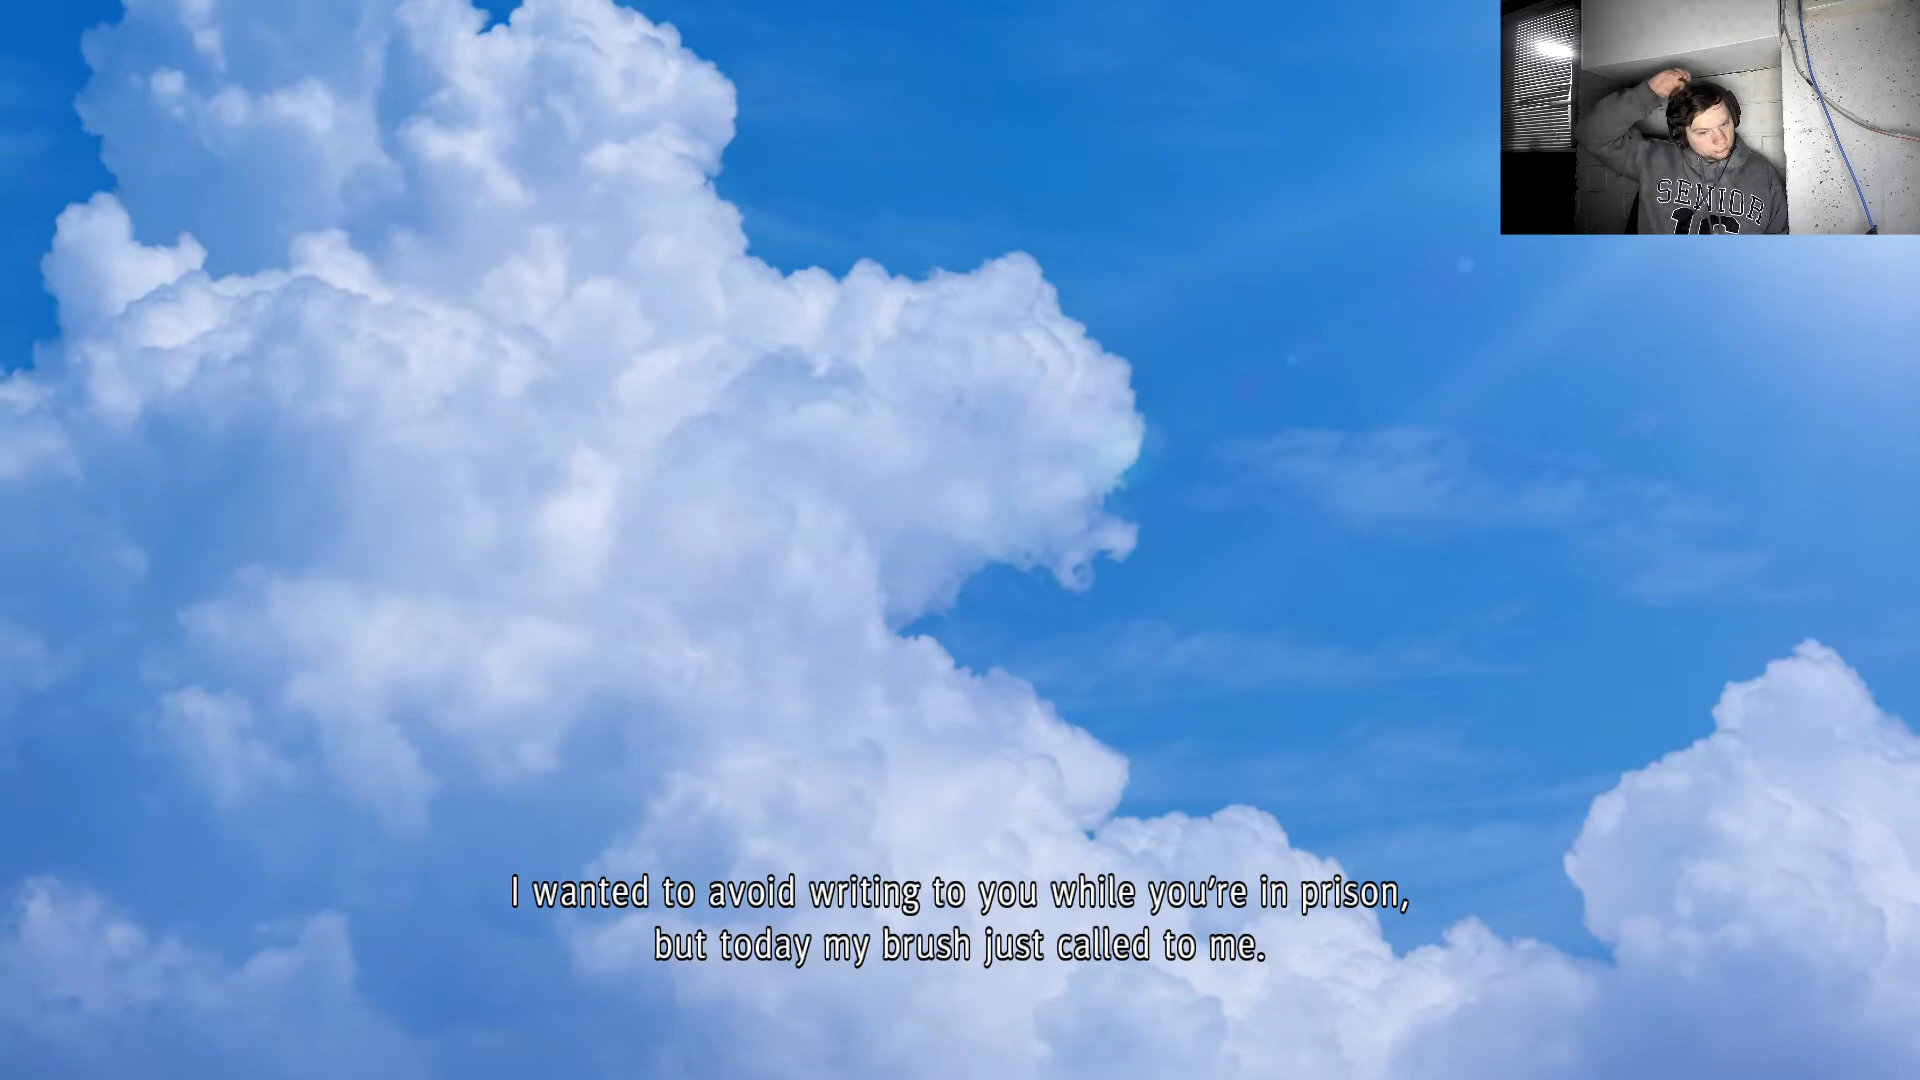 SENIOR
I wanted to avoid writing to you while you're in prison,
but today my brush just called to me.